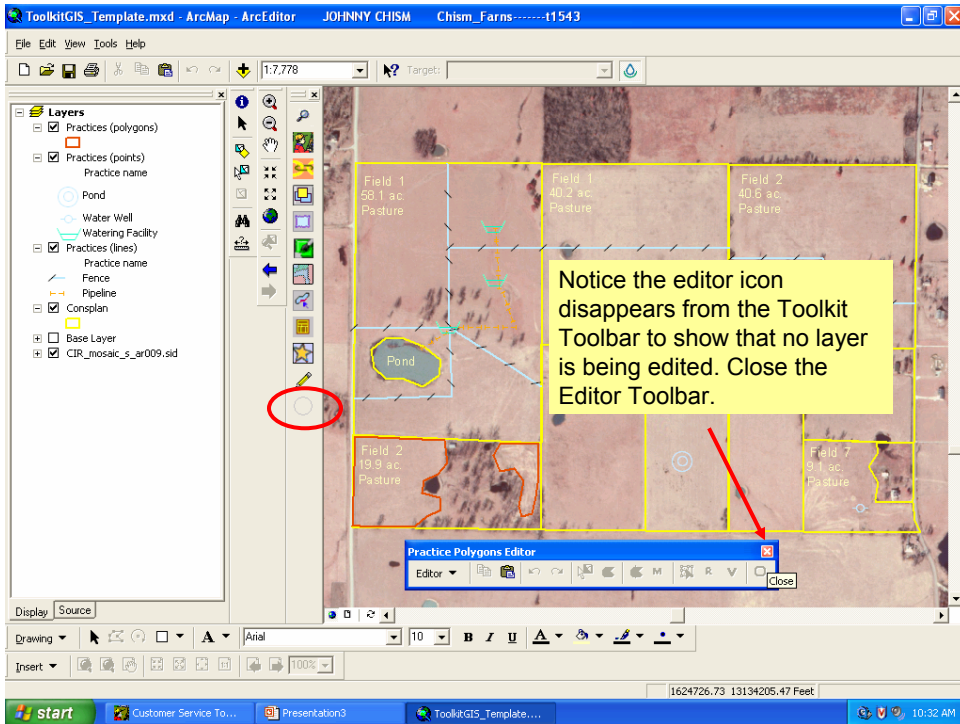 ToolkitGIS_Template.mxd - ArcMap - ArcEditor JOHNNY CHISM Chism_Farns-------t1543
File Edit View Tools Help
1:7,778
Target:
Layers
Practices (polygons)
Practices (points)
Practice name
Pond
Water Well
Watering Facility
Practices (lines)
Practice name
Fence
Pipeline
Consplan
Base Layer
CIR_mosaic_s_ar009.sid
Field 1
58.1 ac.
Pasture
Field 1
40.2 ac.
Pasture
Field 2
40.6 ac.
Pasture
Notice the editor icon
disappears from the Toolkit
Toolbar to show that no layer
is being edited. Close the
Editor Toolbar.
Pond
Field 2
19.9 ac.
Pasture
Field 7
9.1 ac.
Pasture
Practice Polygons Editor
Editor
M R V
Close
Display Source
Drawing A Arial 10 B I U A
Insert 100%
1624726.73 13134205.47 Feet
start Customer Service To... Presentation3 ToolkitGIS_Template.... 10:32 AM